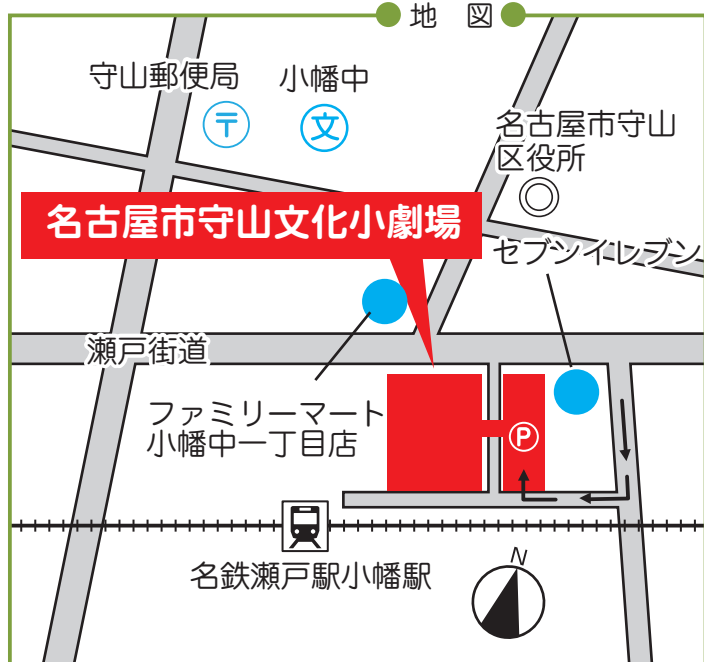 地 図
守山郵便局
小幡中
〒
文
名古屋市守山
区役所
名古屋市守山文化小劇場
セブンイレブン
瀬戸街道
ファミリーマート
小幡中一丁目店
P
名鉄瀬戸駅小幡駅
N